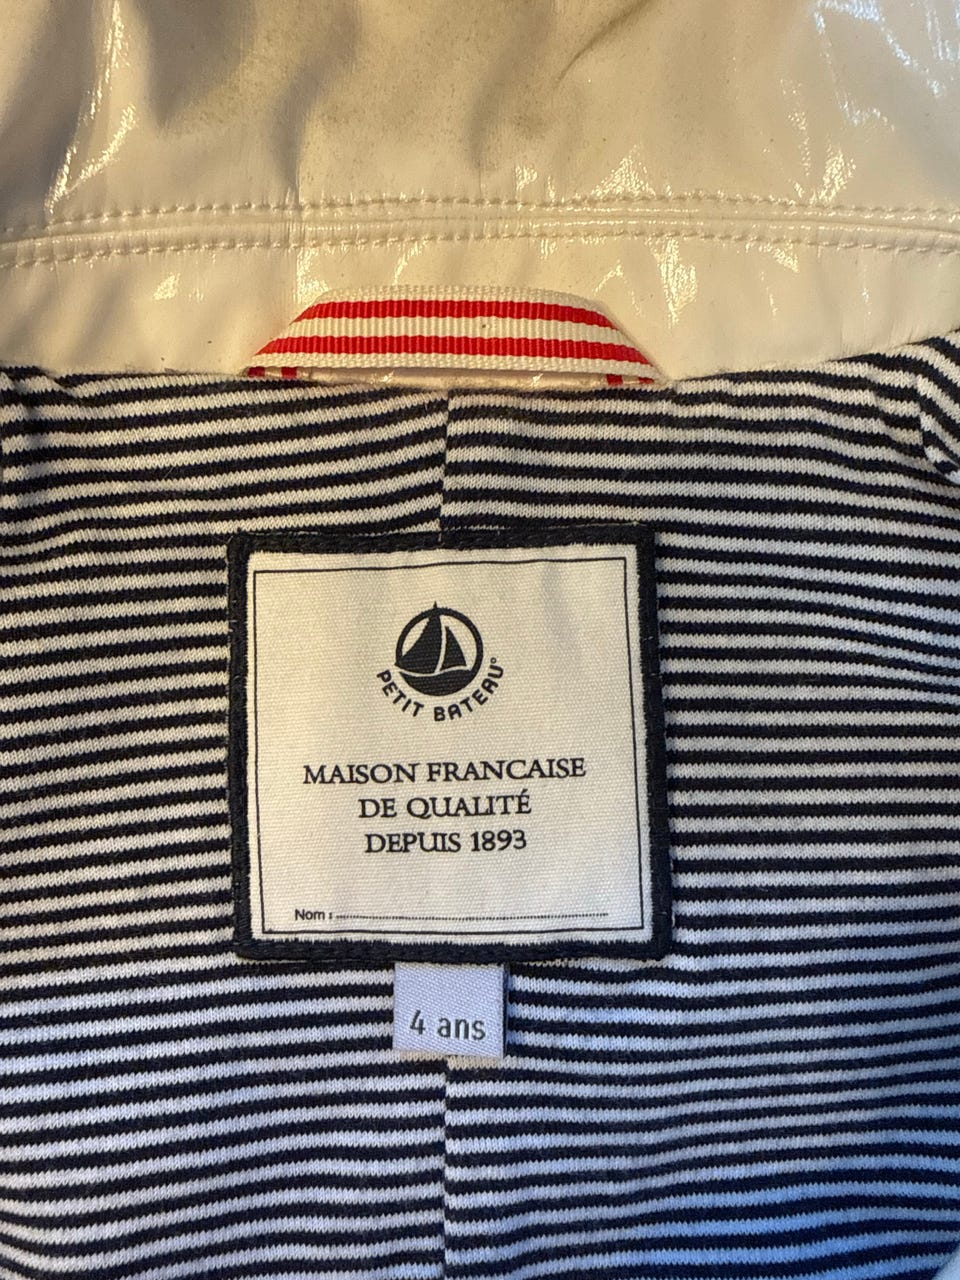 PETIT BATEAU
MAISON FRANCAISE
DE QUALITÉ
DEPUIS 1893
Nom :
4 ans